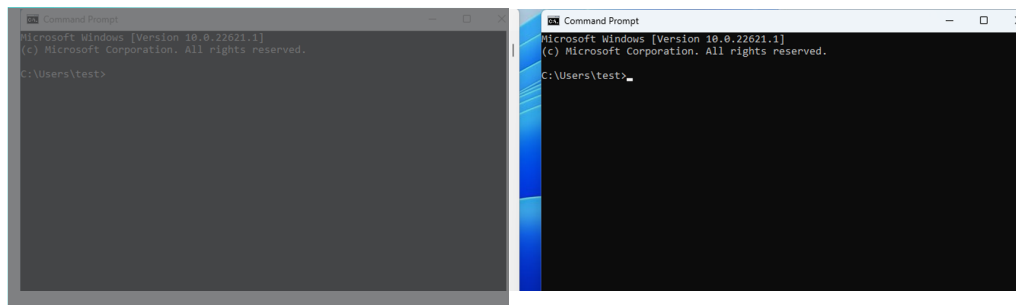 Command Prompt
Microsoft Windows [Version 10.0.22621.1]
(c) Microsoft Corporation. All rights reserved.
C:\Users\test>
Command Prompt
Microsoft Windows [Version 10.0.22621.1]
(c) Microsoft Corporation. All rights reserved.
C:\Users\test>